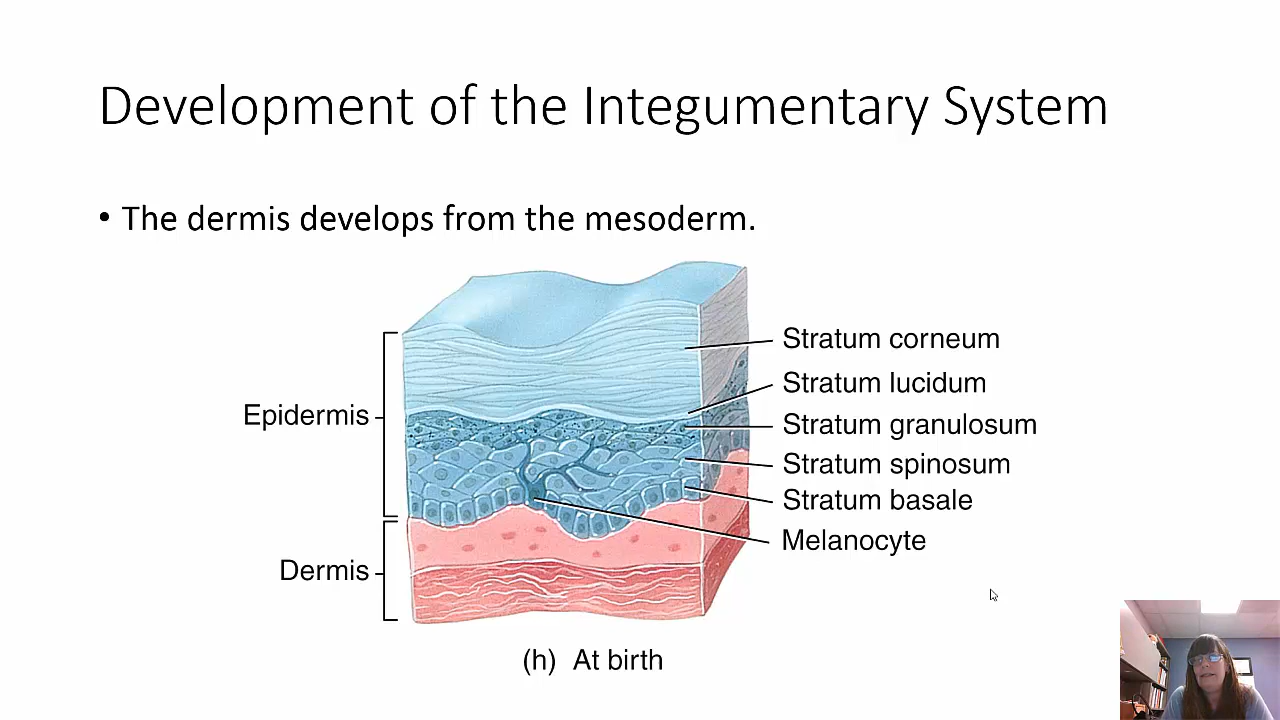 Development of the Integumentary System
• The dermis develops from the mesoderm.
Stratum corneum
Stratum lucidum
Epidermis
Stratum granulosum
Stratum spinosum
Stratum basale
Melanocyte
Dermis
(h) At birth